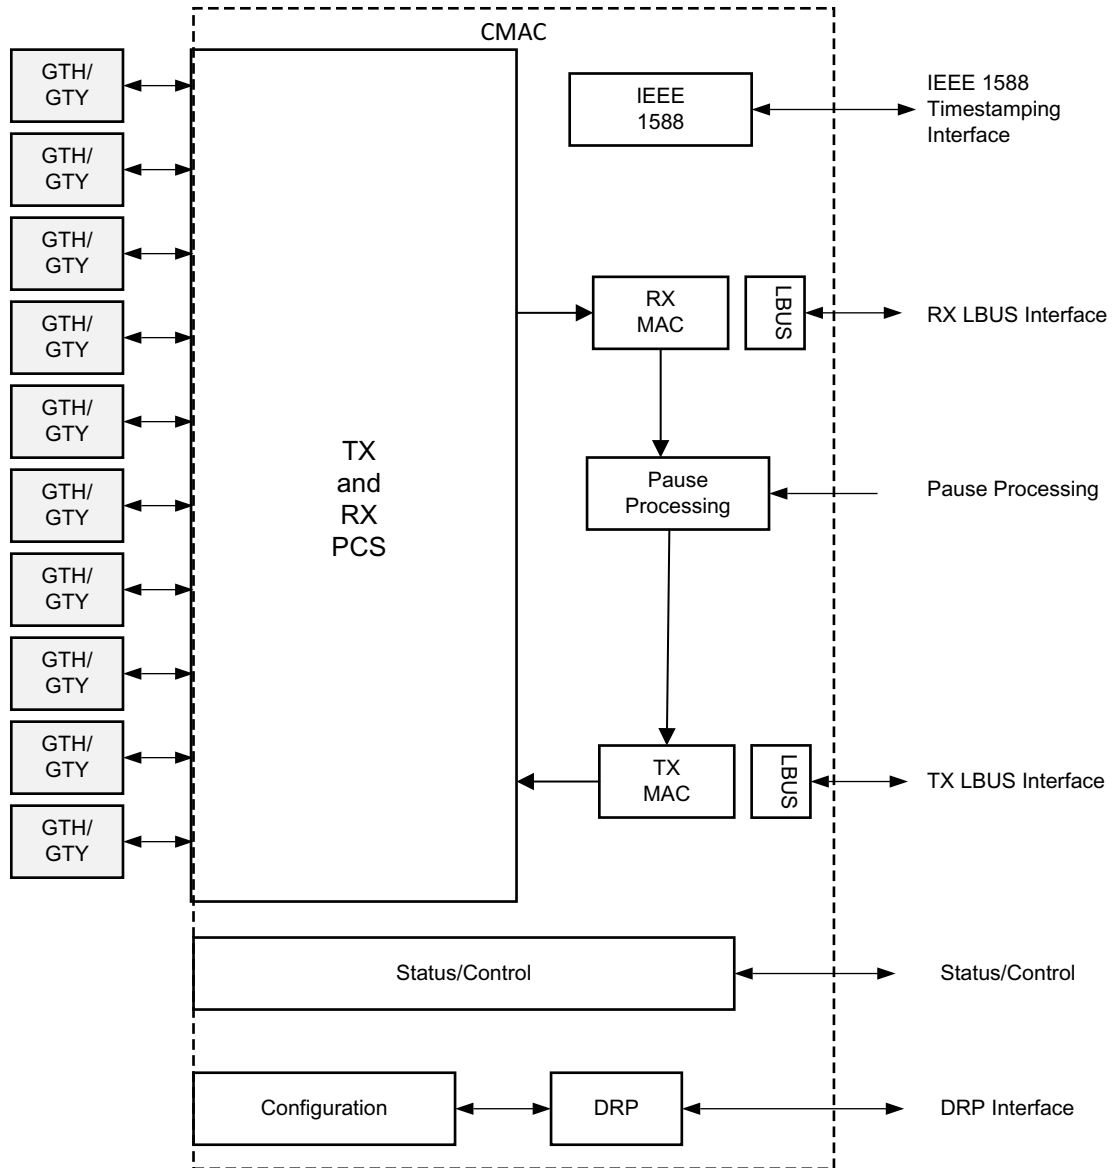 CMAC
GTH/
GTY
GTH/
GTY
GTH/
GTY
GTH/
GTY
GTH/
GTY
GTH/
GTY
GTH/
GTY
GTH/
GTY
GTH/
GTY
GTH/
GTY
TX
and
RX
PCS
IEEE
1588
IEEE 1588
Timestamping
Interface
RX
MAC
LBUS
RX LBUS Interface
Pause
Processing
Pause Processing
TX
MAC
LBUS
TX LBUS Interface
Status/Control
Status/Control
Configuration
DRP
DRP Interface